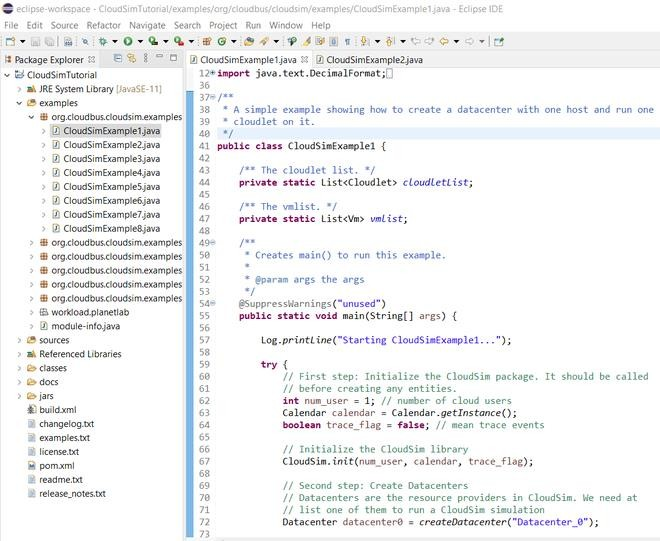 eclipse-workspace - CloudSimTutorial/examples/org/cloudbus/cloudsim/examples/CloudSimExample1.java - Eclipse IDE
File Edit Source Refactor Navigate Search Project Run Window Help
Package Explorer
CloudSimTutorial
JRE System Library [JavaSE-11]
examples
org.cloudbus.cloudsim.examples
CloudSimExample1.java
CloudSimExample2.java
CloudSimExample3.java
CloudSimExample4.java
CloudSimExample5.java
CloudSimExample6.java
CloudSimExample7.java
CloudSimExample8.java
org.cloudbus.cloudsim.examples
org.cloudbus.cloudsim.examples
org.cloudbus.cloudsim.examples
org.cloudbus.cloudsim.examples
org.cloudbus.cloudsim.examples
workload.planetlab
module-info.java
sources
Referenced Libraries
classes
docs
jars
build.xml
changelog.txt
examples.txt
license.txt
pom.xml
readme.txt
release_notes.txt
CloudSimExample1.java CloudSimExample2.java
12 import java.text.DecimalFormat;
36
37 /**
38 * A simple example showing how to create a datacenter with one host and run one
39 * cloudlet on it.
40 */
41 public class CloudSimExample1 {
42
43 /** The cloudlet list. */
44 private static List<Cloudlet> cloudletList;
45
46 /** The vmlist. */
47 private static List<Vm> vmlist;
48
49 /**
50 * Creates main() to run this example.
51 *
52 * @param args the args
53 */
54 @SuppressWarnings("unused")
55 public static void main(String[] args) {
56
57 Log.printLine("Starting CloudSimExample1...");
58
59 try {
60 // First step: Initialize the CloudSim package. It should be called
61 // before creating any entities.
62 int num_user = 1; // number of cloud users
63 Calendar calendar = Calendar.getInstance();
64 boolean trace_flag = false; // mean trace events
65
66 // Initialize the CloudSim library
67 CloudSim.init(num_user, calendar, trace_flag);
68
69 // Second step: Create Datacenters
70 // Datacenters are the resource providers in CloudSim. We need at
71 // list one of them to run a CloudSim simulation
72 Datacenter datacenter0 = createDatacenter("Datacenter_0");
73